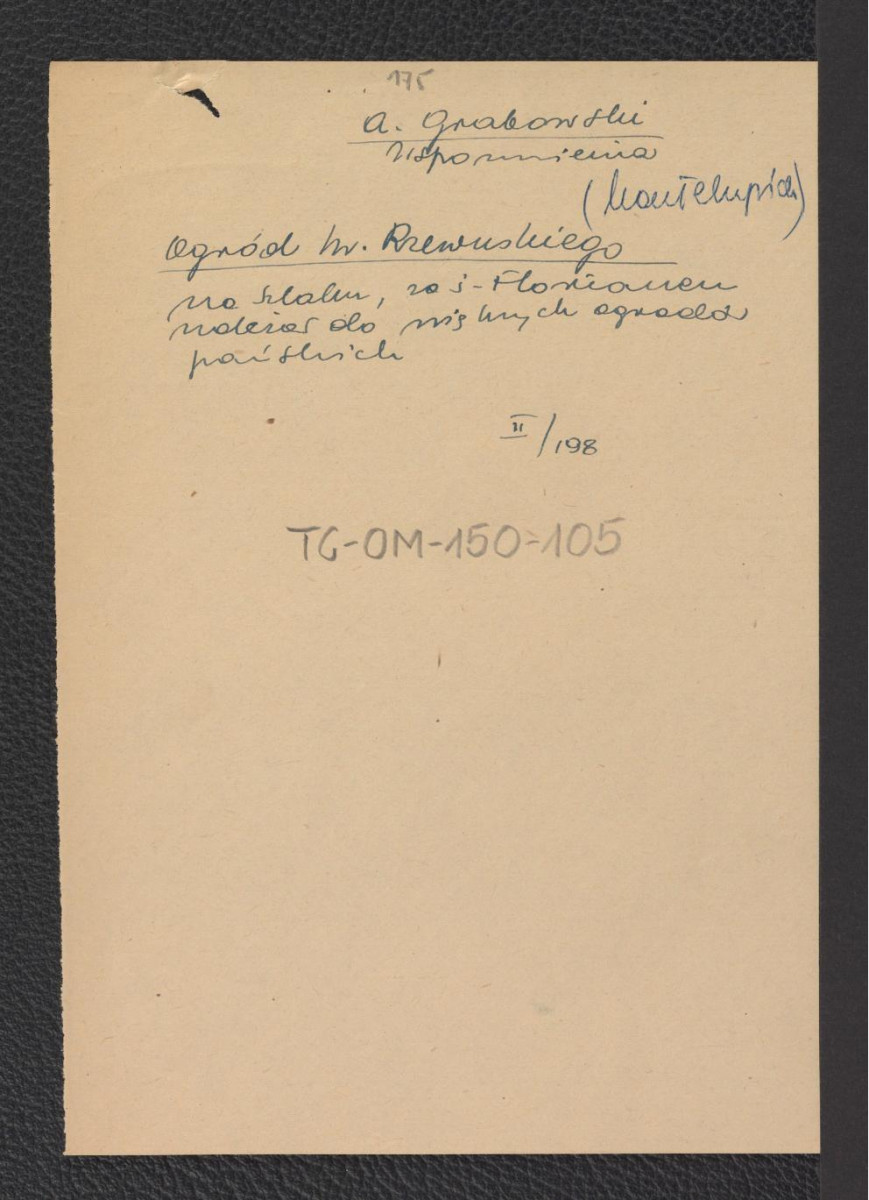 175
A. Grabowski
Wspomnienia
(Montelupich)
Ogród hr. Rzewuskiego
na Szlaku, za ś. Florianem
należał do pięknych ogrodów
pańskich
II/198
TG-OM-150-105